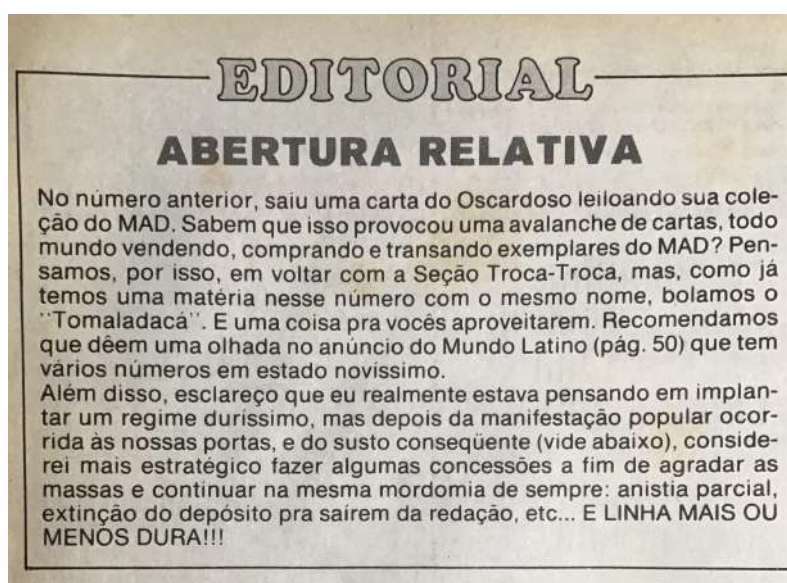 EDITORIAL
ABERTURA RELATIVA
No número anterior, saiu uma carta do Oscardoso leiloando sua cole-
ção do MAD. Sabem que isso provocou uma avalanche de cartas, todo
mundo vendendo, comprando e transando exemplares do MAD? Pen-
samos, por isso, em voltar com a Seção Troca-Troca, mas, como já
temos uma matéria nesse número com o mesmo nome, bolamos o
"Tomaladacá". E uma coisa pra vocês aproveitarem. Recomendamos
que dêem uma olhada no anúncio do Mundo Latino (pág. 50) que tem
vários números em estado novíssimo.
Além disso, esclareço que eu realmente estava pensando em implan-
tar um regime duríssimo, mas depois da manifestação popular ocor-
rida às nossas portas, e do susto conseqüente (vide abaixo), conside-
rei mais estratégico fazer algumas concessões a fim de agradar as
massas e continuar na mesma mordomia de sempre: anistia parcial,
extinção do depósito pra saírem da redação, etc... E LINHA MAIS OU
MENOS DURA!!!